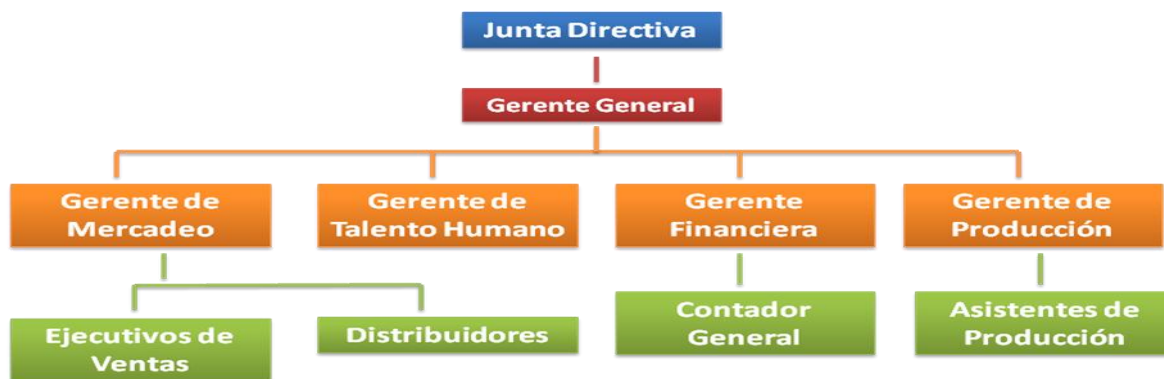 Junta Directiva
Gerente General
Gerente de
Mercadeo
Gerente de
Talento Humano
Gerente
Financiera
Gerente de
Producción
Ejecutivos de
Ventas
Distribuidores
Contador
General
Asistentes de
Producción